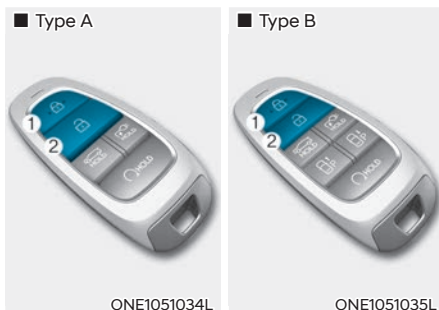 ■ Type A
1
2
HOLD
HOLD
HOLD
ONE1051034L
■ Type B
1
2
HOLD
HOLD
P
P
HOLD
ONE1051035L